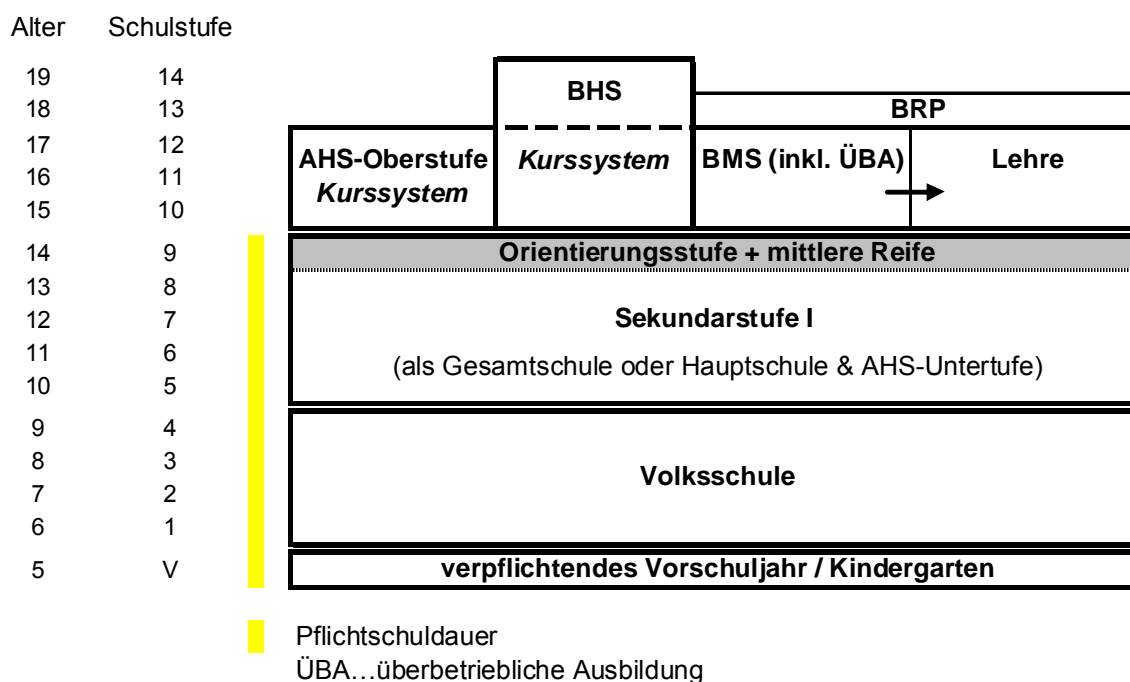 Alter Schulstufe
19 14
BHS
18 13 BRP
17 12
AHS-Oberstufe Kurssystem BMS (inkl. ÜBA) Lehre
16 11
Kurssystem
15 10
14 9 Orientierungsstufe + mittlere Reife
13 8
12 7 Sekundarstufe I
11 6
(als Gesamtschule oder Hauptschule & AHS-Untertufe)
10 5
9 4
8 3
Volksschule
7 2
6 1
5 V verpflichtendes Vorschuljahr / Kindergarten
Pflichtschuldauer
ÜBA…überbetriebliche Ausbildung